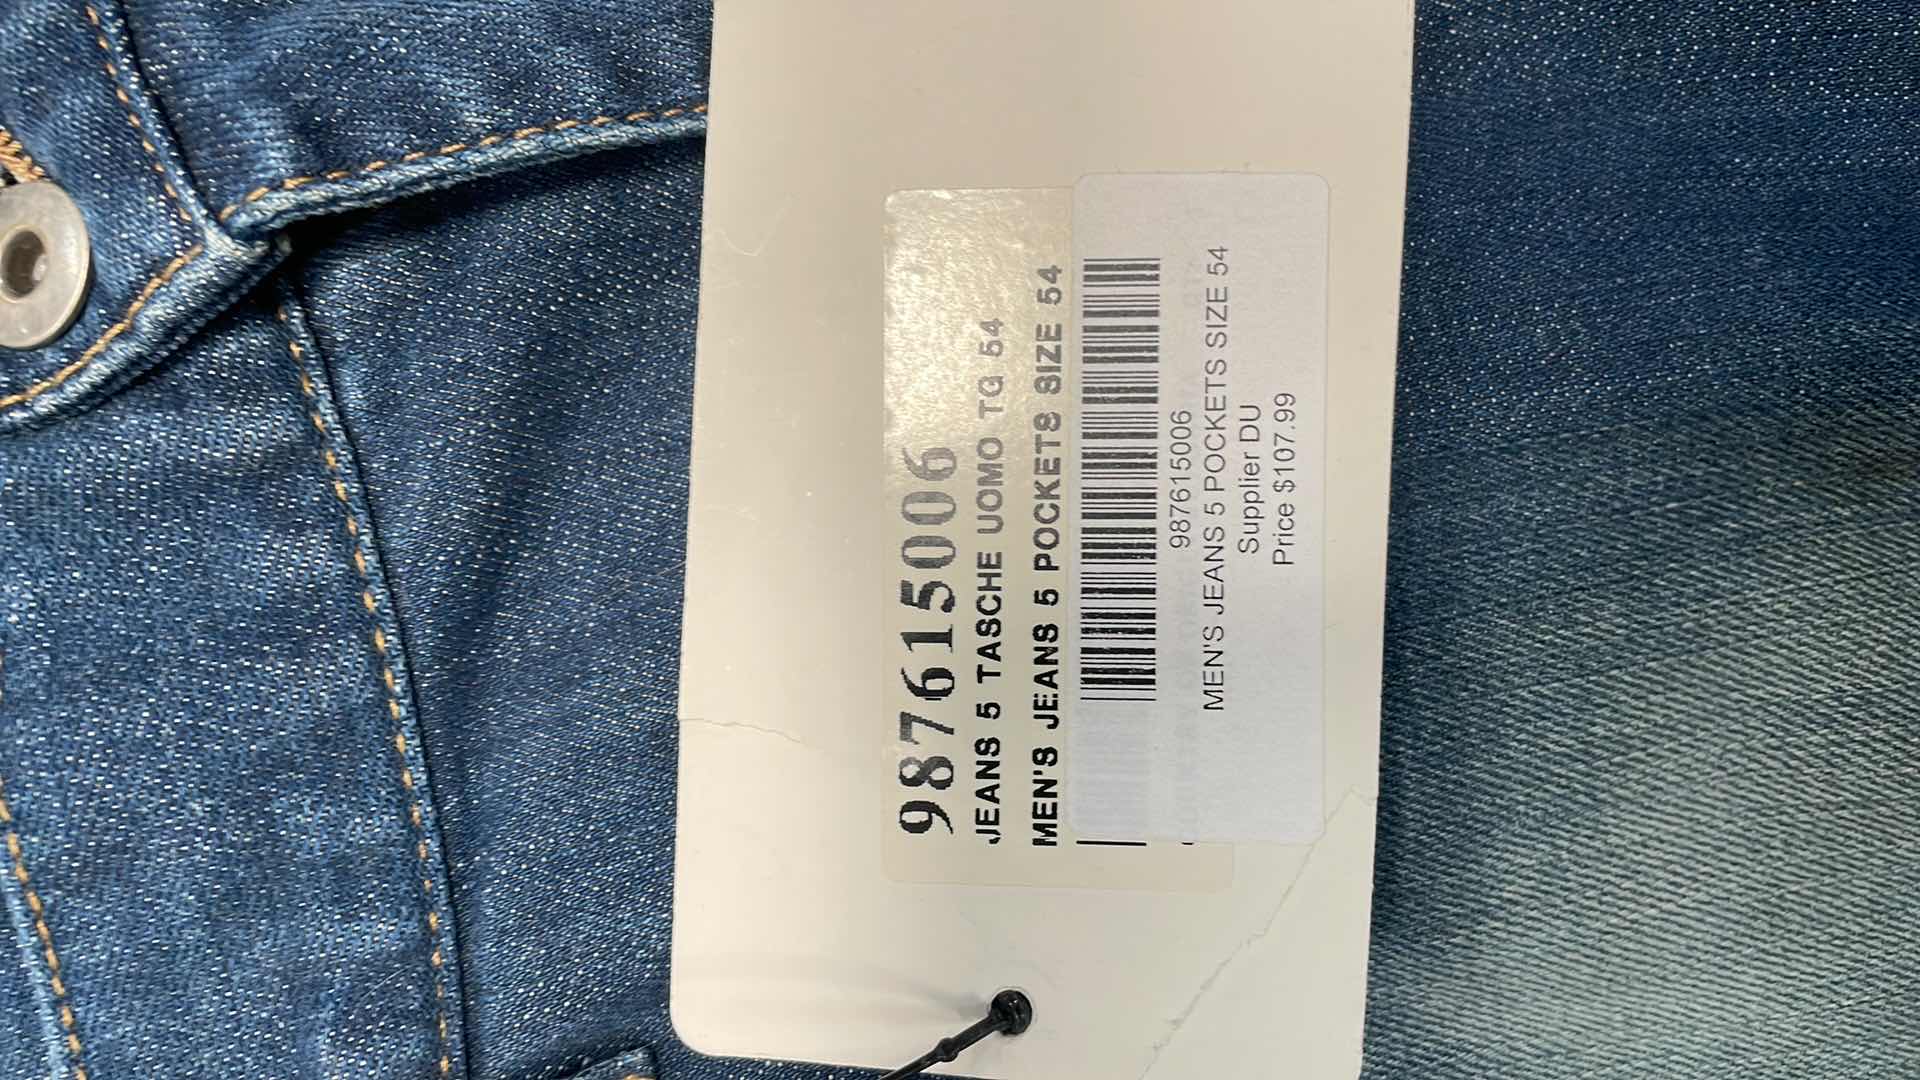 987615006
JEANS 5 TASCHE UOMO TG 54
MEN'S JEANS 5 POCKETS SIZE 54
987615006
MEN'S JEANS 5 POCKETS SIZE 54
Supplier DU
Price $107.99